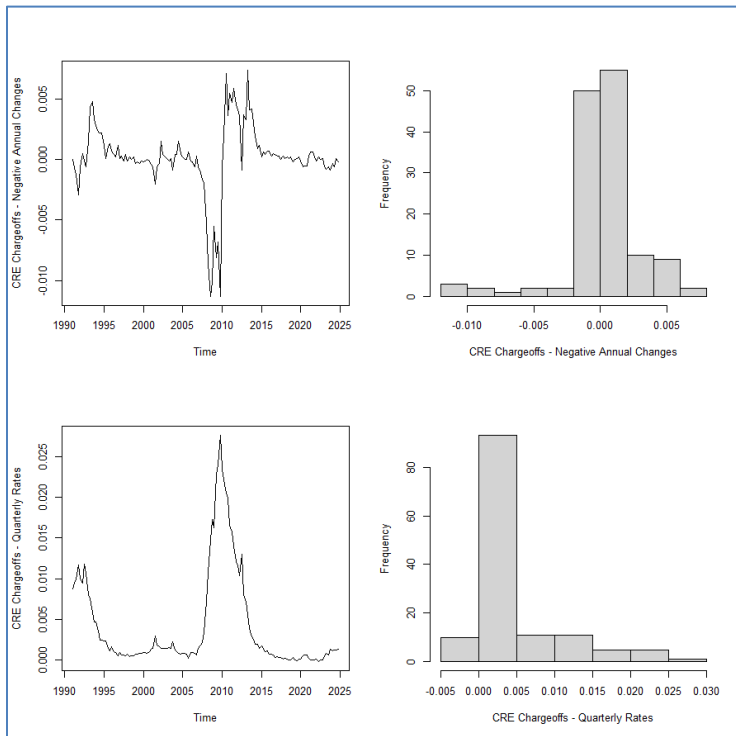 CRE Chargeoffs - Negative Annual Changes
0.005
0.000
-0.005
-0.010
1990 1995 2000 2005 2010 2015 2020 2025
Time
Frequency
50
40
30
20
10
0
-0.010 -0.005 0.000 0.005
CRE Chargeoffs - Negative Annual Changes
CRE Chargeoffs - Quarterly Rates
0.025
0.020
0.015
0.010
0.005
0.000
1990 1995 2000 2005 2010 2015 2020 2025
Time
Frequency
80
60
40
20
0
-0.005 0.000 0.005 0.010 0.015 0.020 0.025 0.030
CRE Chargeoffs - Quarterly Rates